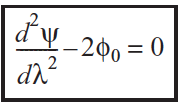 d²ψ/dλ² − 2ϕ₀ = 0